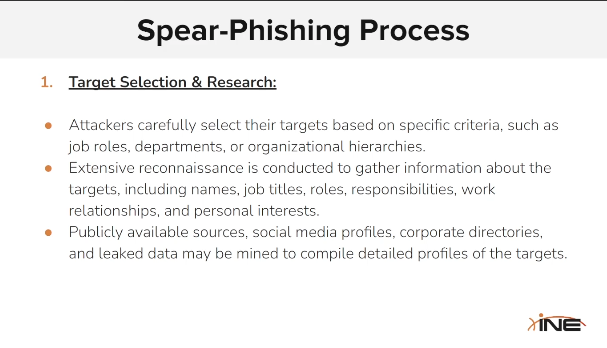 Spear-Phishing Process
1. Target Selection & Research:
● Attackers carefully select their targets based on specific criteria, such as
job roles, departments, or organizational hierarchies.
● Extensive reconnaissance is conducted to gather information about the
targets, including names, job titles, roles, responsibilities, work
relationships, and personal interests.
● Publicly available sources, social media profiles, corporate directories,
and leaked data may be mined to compile detailed profiles of the targets.
INE